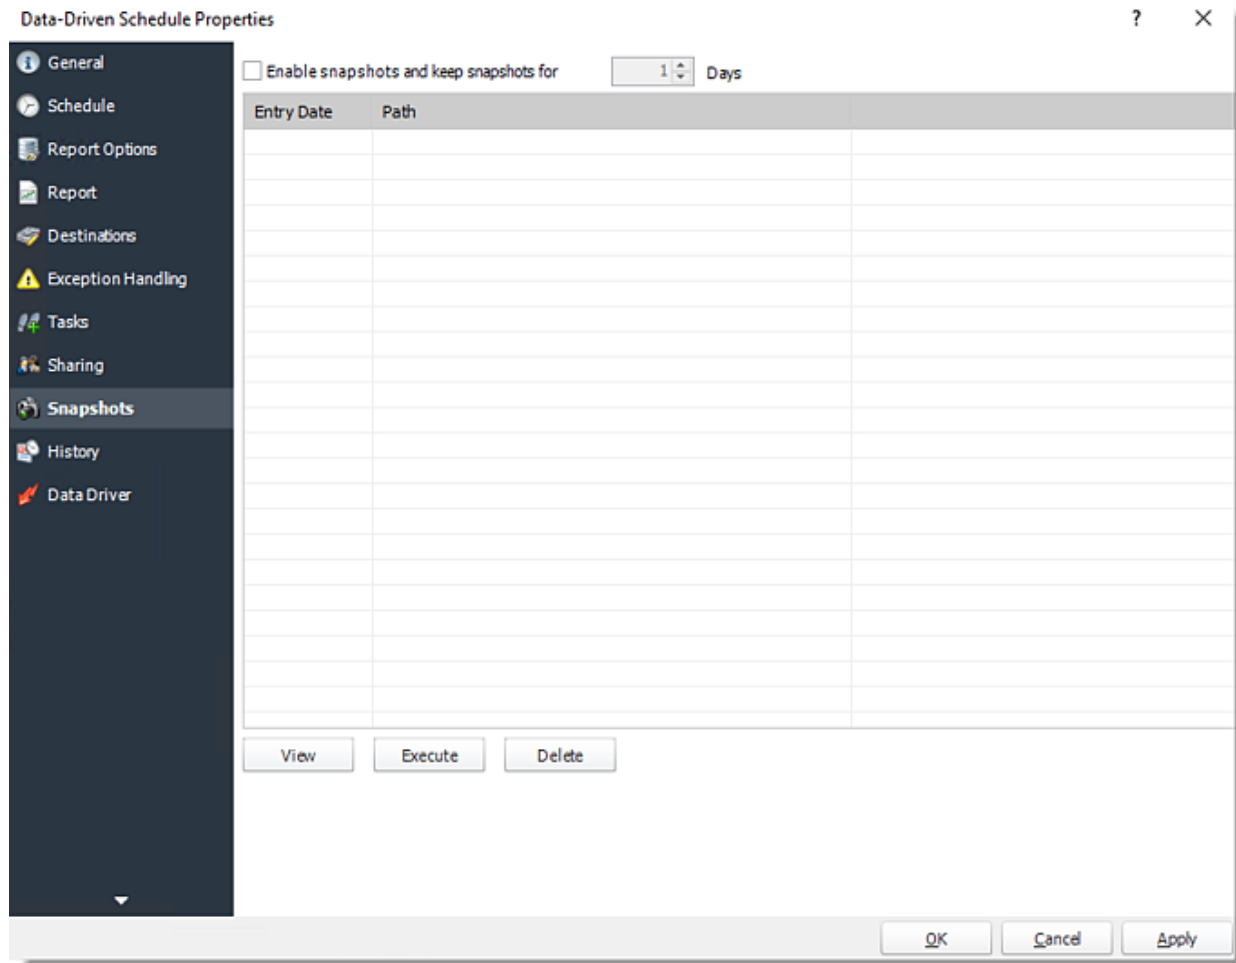 Data-Driven Schedule Properties ?
General
Schedule
Report Options
Report
Destinations
Exception Handling
Tasks
Sharing
Snapshots
History
Data Driver
Enable snapshots and keep snapshots for 1 Days
Entry Date Path
View Execute Delete
OK Cancel Apply